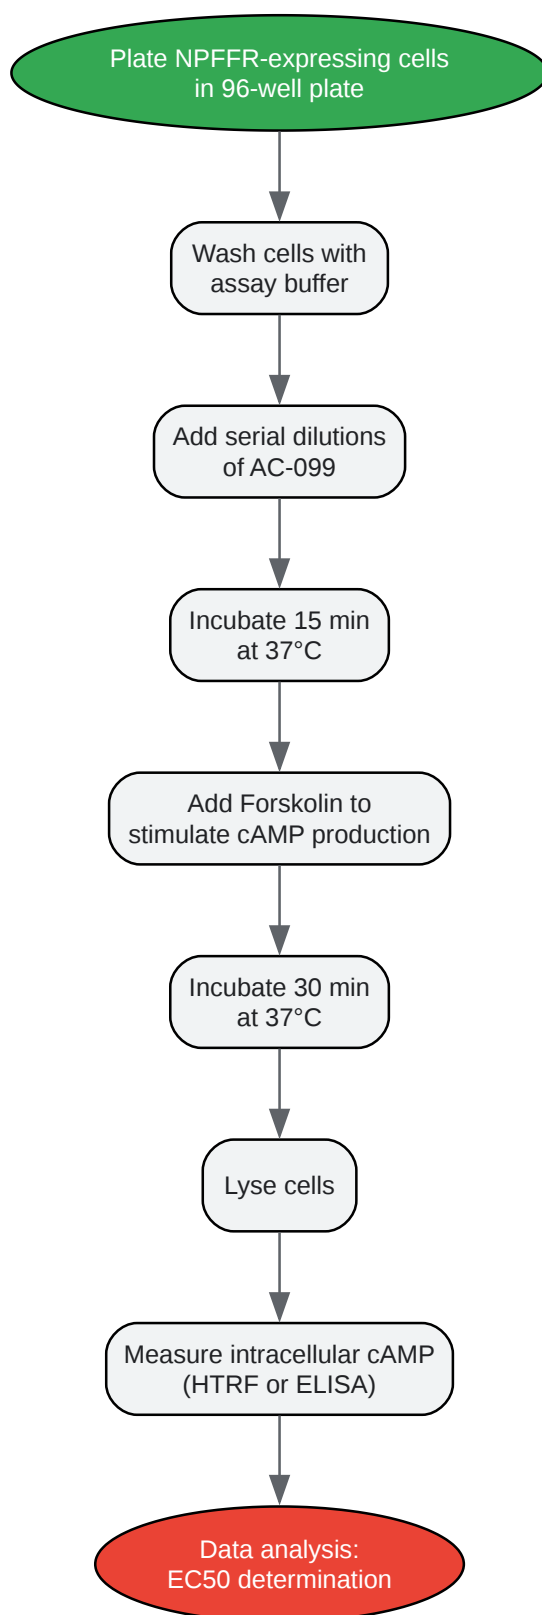 Plate NPFFR-expressing cells
in 96-well plate
Wash cells with
assay buffer
Add serial dilutions
of AC-099
Incubate 15 min
at 37°C
Add Forskolin to
stimulate cAMP production
Incubate 30 min
at 37°C
Lyse cells
Measure intracellular cAMP
(HTRF or ELISA)
Data analysis:
EC50 determination